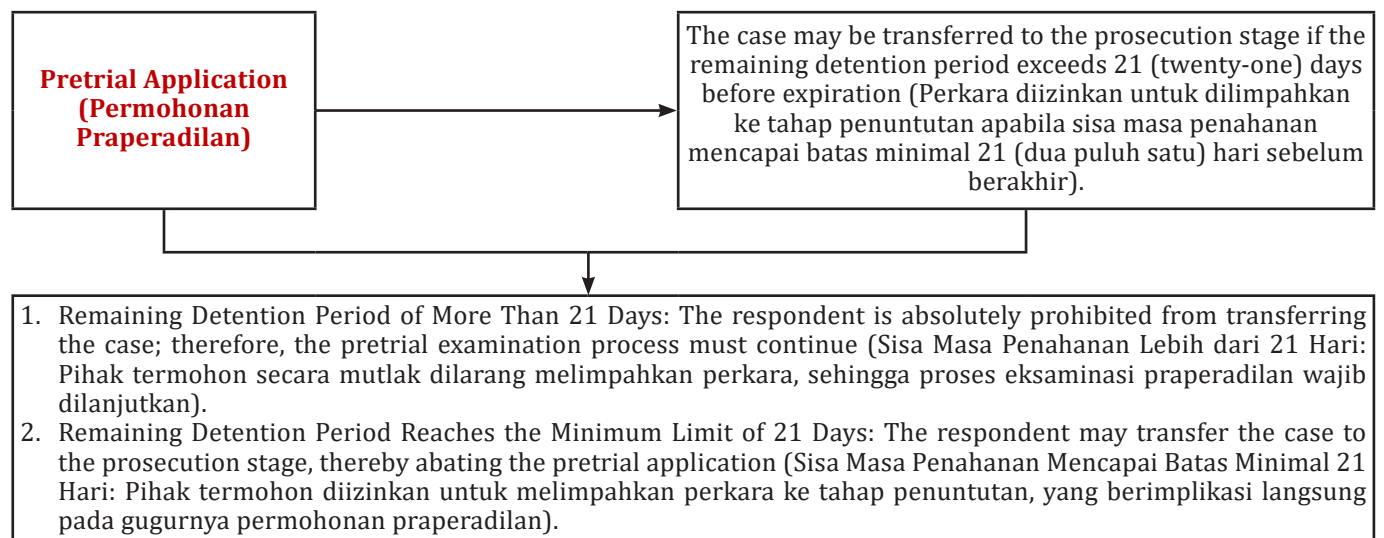 Pretrial Application
(Permohonan
Praperadilan)
The case may be transferred to the prosecution stage if the
remaining detention period exceeds 21 (twenty-one) days
before expiration (Perkara diizinkan untuk dilimpahkan
ke tahap penuntutan apabila sisa masa penahanan
mencapai batas minimal 21 (dua puluh satu) hari sebelum
berakhir).
1. Remaining Detention Period of More Than 21 Days: The respondent is absolutely prohibited from transferring
the case; therefore, the pretrial examination process must continue (Sisa Masa Penahanan Lebih dari 21 Hari:
Pihak termohon secara mutlak dilarang melimpahkan perkara, sehingga proses eksaminasi praperadilan wajib
dilanjutkan).
2. Remaining Detention Period Reaches the Minimum Limit of 21 Days: The respondent may transfer the case to
the prosecution stage, thereby abating the pretrial application (Sisa Masa Penahanan Mencapai Batas Minimal 21
Hari: Pihak termohon diizinkan untuk melimpahkan perkara ke tahap penuntutan, yang berimplikasi langsung
pada gugurnya permohonan praperadilan).